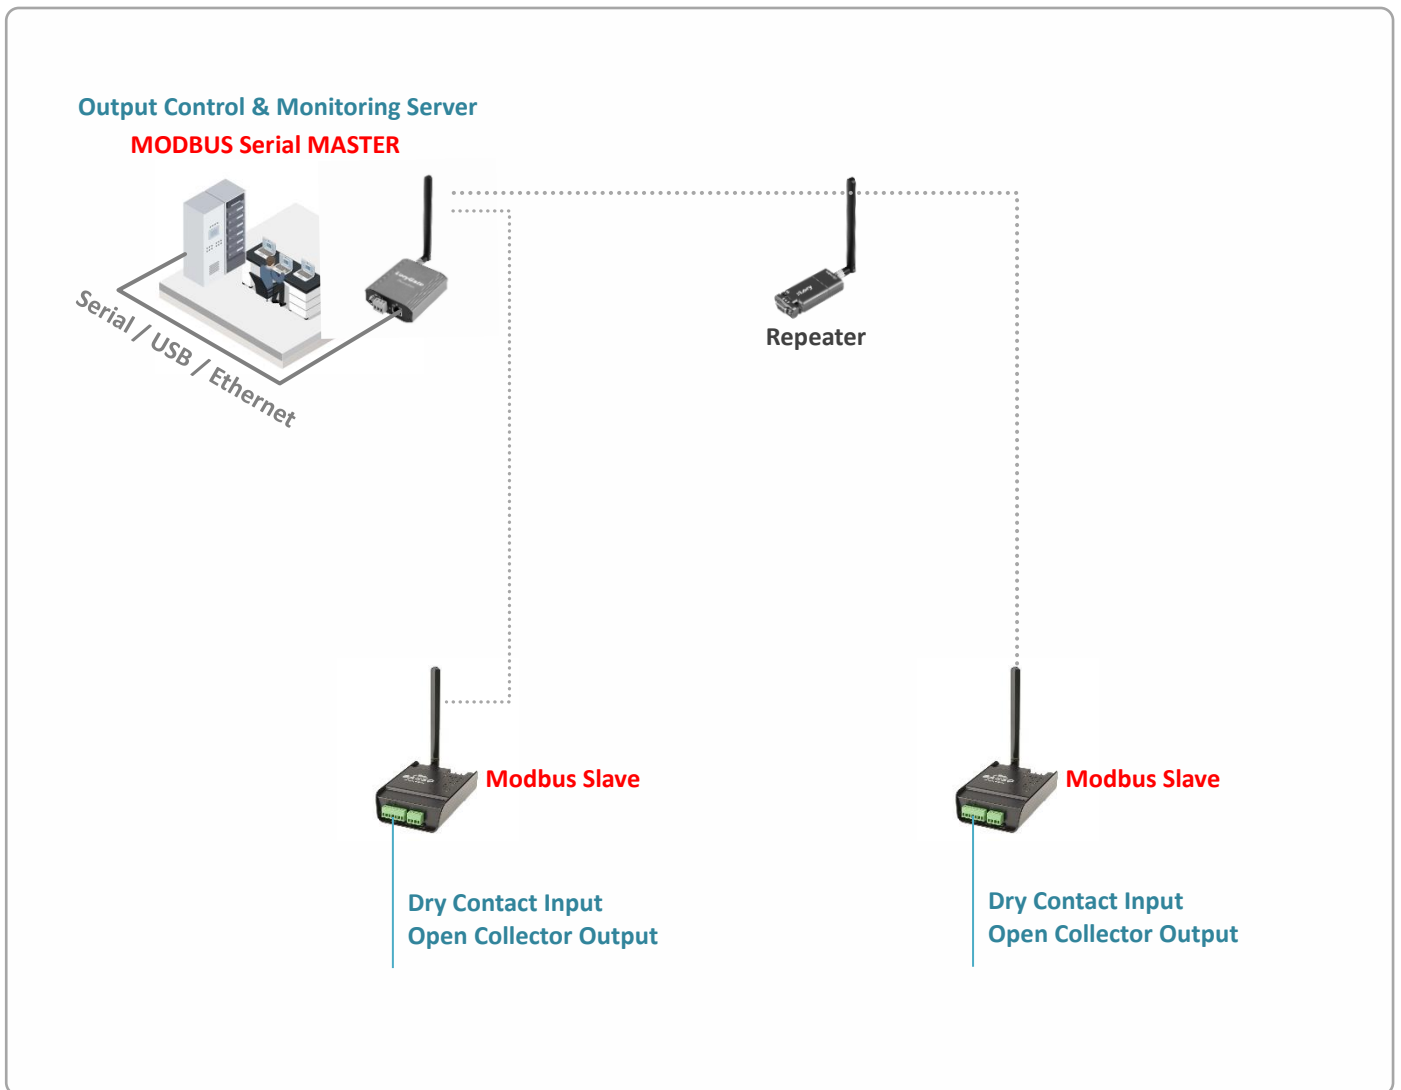 Output Control & Monitoring Server
MODBUS Serial MASTER
Serial / USB / Ethernet
Repeater
Modbus Slave
Modbus Slave
Dry Contact Input
Open Collector Output
Dry Contact Input
Open Collector Output